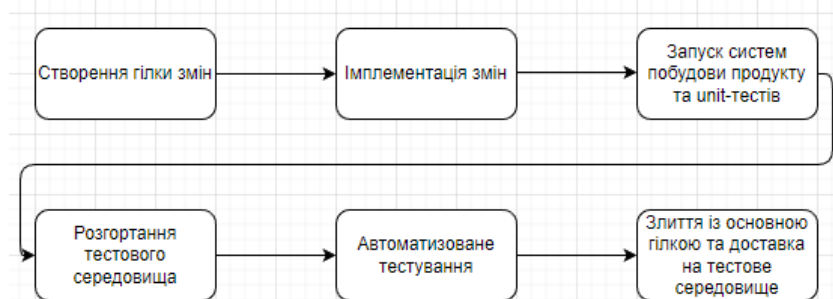 Створення гілки змін
Імплементація змін
Запуск систем
побудови продукту
та unit-тестів
Розгортання
тестового
середовища
Автоматизоване
тестування
Злиття із основною
гілкою та доставка
на тестове
середовище